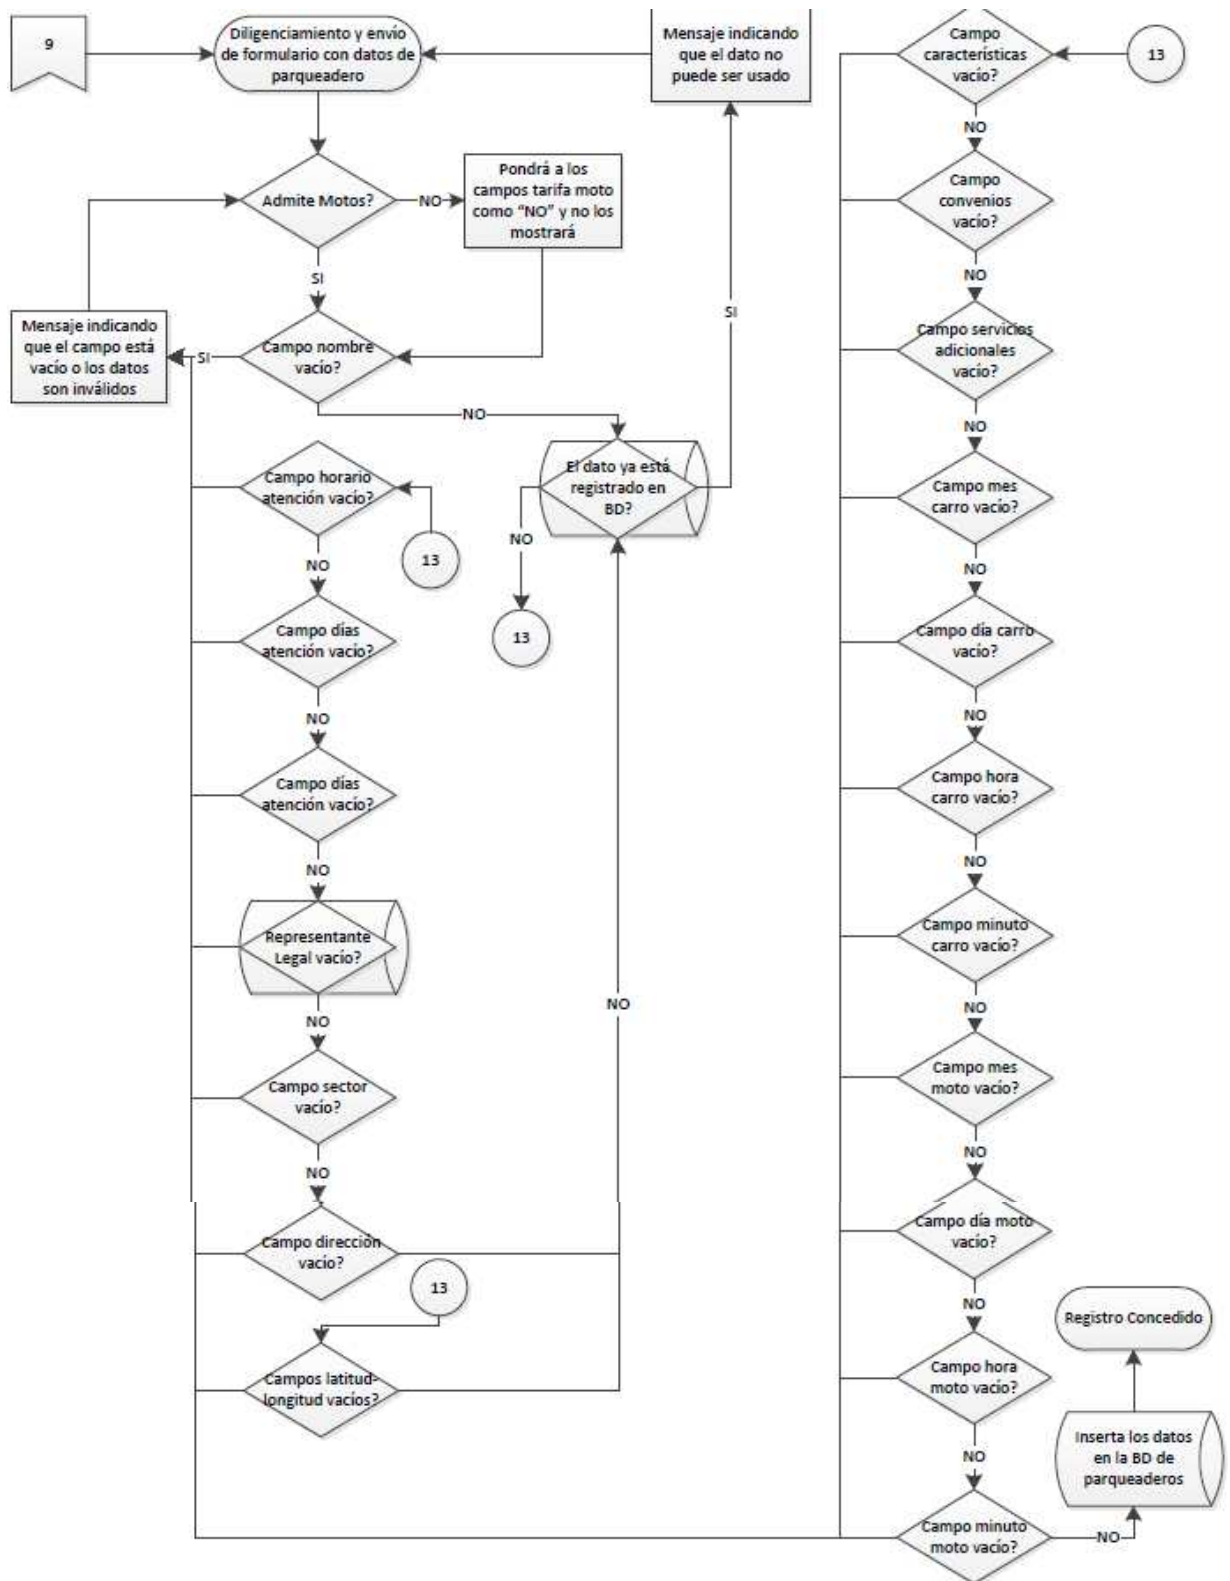 9
Diligenciamiento y envío
de formulario con datos de
parqueadero
Mensaje indicando
que el dato no
puede ser usado
Admite Motos?
NO
Pondrá a los
campos tarifa moto
como “NO” y no los
mostrará
SI
Mensaje indicando
que el campo está
vacío o los datos
son inválidos
SI
Campo nombre
vacío?
SI
NO
El dato ya está
registrado en
BD?
NO
13
Campo horario
atención vacío?
13
NO
Campo días
atención vacío?
NO
Campo días
atención vacío?
NO
Representante
Legal vacío?
NO
Campo sector
vacío?
NO
Campo dirección
vacío?
NO
13
Campos latitud-
longitud vacíos?
Campo
características
vacío?
13
NO
Campo
convenios
vacío?
NO
Campo servicios
adicionales
vacío?
NO
Campo mes
carro vacío?
NO
Campo día carro
vacío?
NO
Campo hora
carro vacío?
NO
Campo minuto
carro vacío?
NO
Campo mes
moto vacío?
NO
Campo día moto
vacío?
NO
Campo hora
moto vacío?
NO
Campo minuto
moto vacío?
NO
Inserta los datos
en la BD de
parqueaderos
Registro Concedido